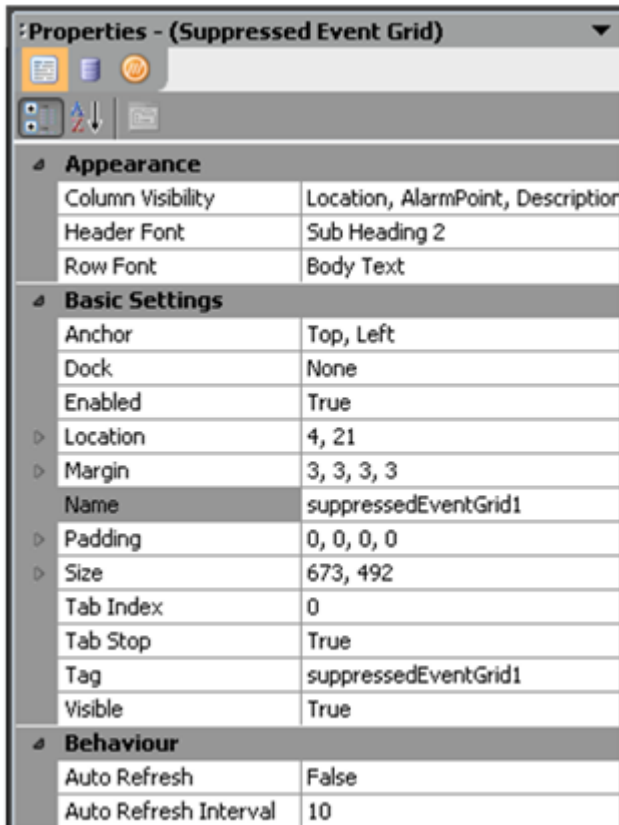 Properties - (Suppressed Event Grid)
Appearance
Column Visibility Location, AlarmPoint, Description
Header Font Sub Heading 2
Row Font Body Text
Basic Settings
Anchor Top, Left
Dock None
Enabled True
Location 4, 21
Margin 3, 3, 3, 3
Name suppressedEventGrid1
Padding 0, 0, 0, 0
Size 673, 492
Tab Index 0
Tab Stop True
Tag suppressedEventGrid1
Visible True
Behaviour
Auto Refresh False
Auto Refresh Interval 10